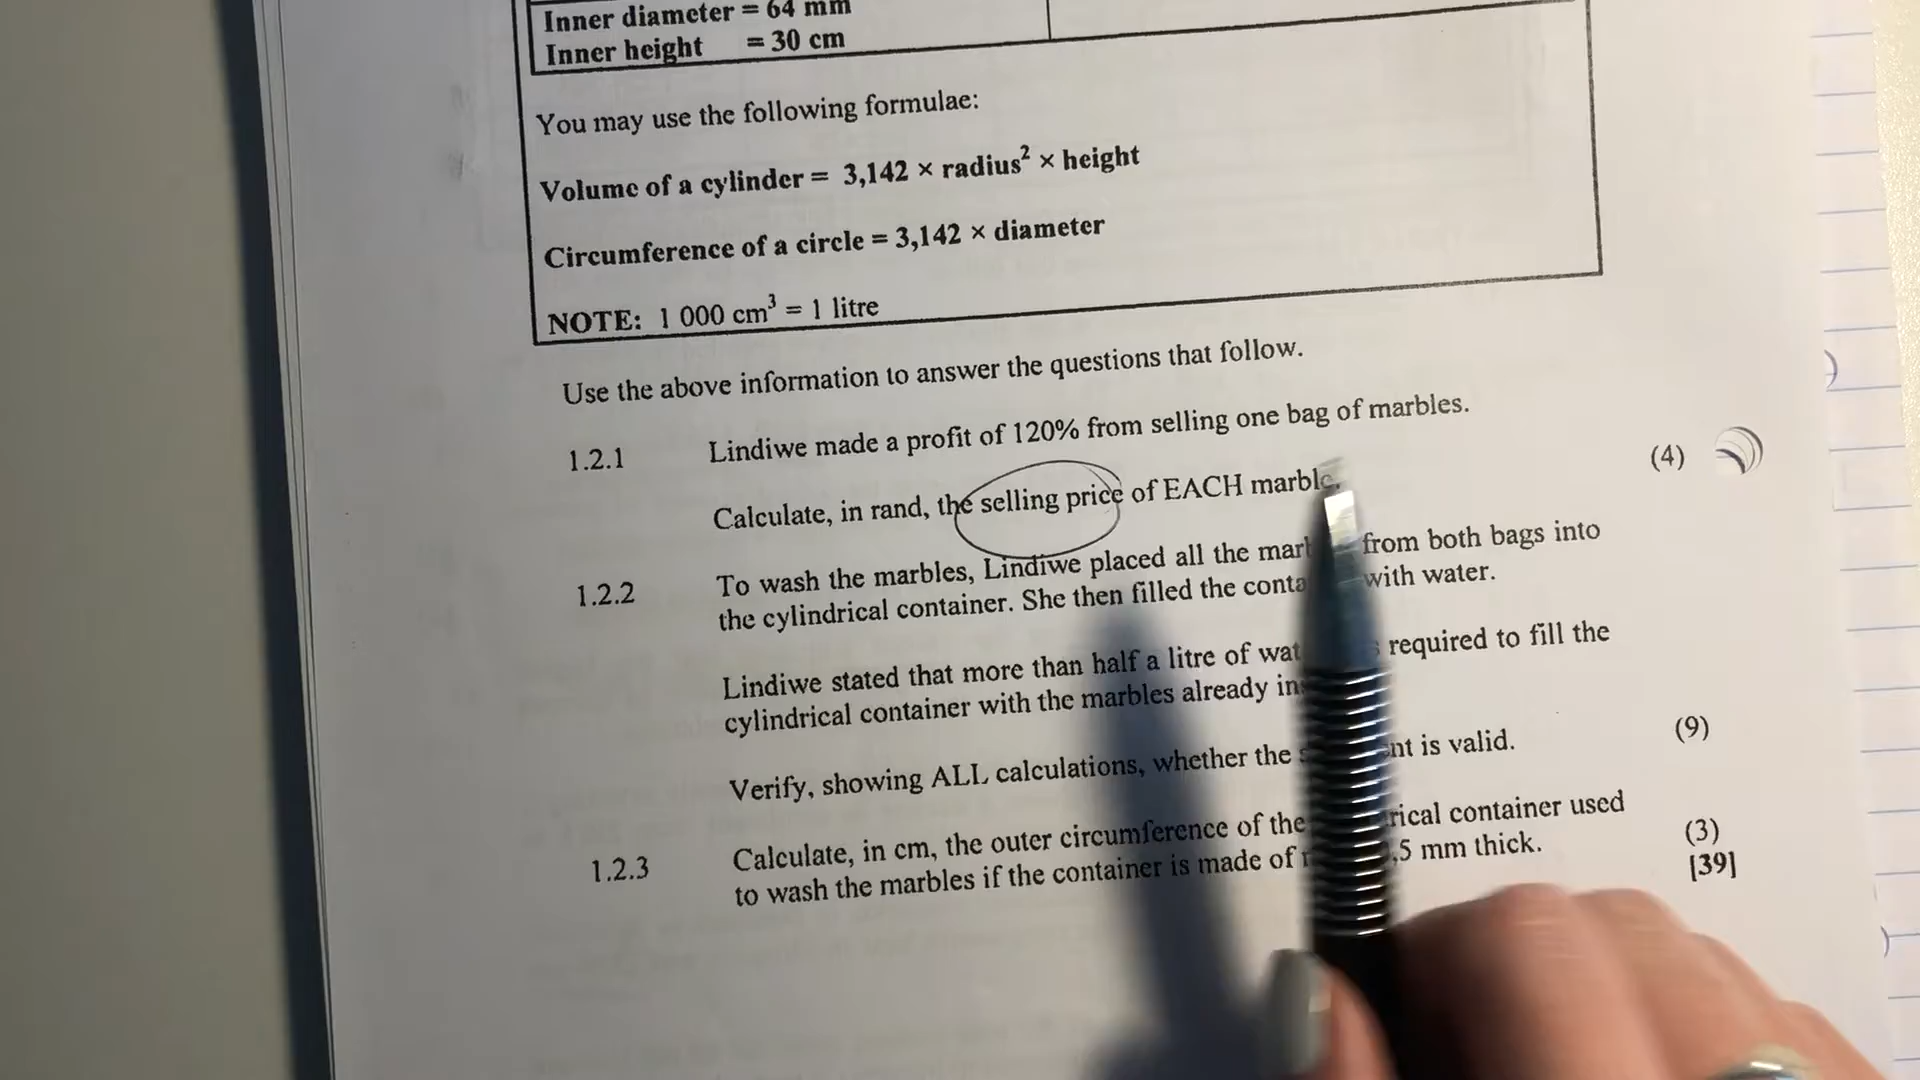 Inner diameter = 64 mm
Inner height = 30 cm
You may use the following formulae:
Volume of a cylinder = 3,142 × radius² × height
Circumference of a circle = 3,142 × diameter
NOTE: 1 000 cm³ = 1 litre
Use the above information to answer the questions that follow.
1.2.1 Lindiwe made a profit of 120% from selling one bag of marbles.
Calculate, in rand, the selling price of EACH marble. (4)
1.2.2 To wash the marbles, Lindiwe placed all the from both bags into
the cylindrical container. She then filled the with water.
Lindiwe stated that more than half a litre of required to fill the
cylindrical container with the marbles already
Verify, showing ALL calculations, whether the is valid. (9)
1.2.3 Calculate, in cm, the outer circumference of the container used
to wash the marbles if the container is made of ,5 mm thick. (3)
[39]